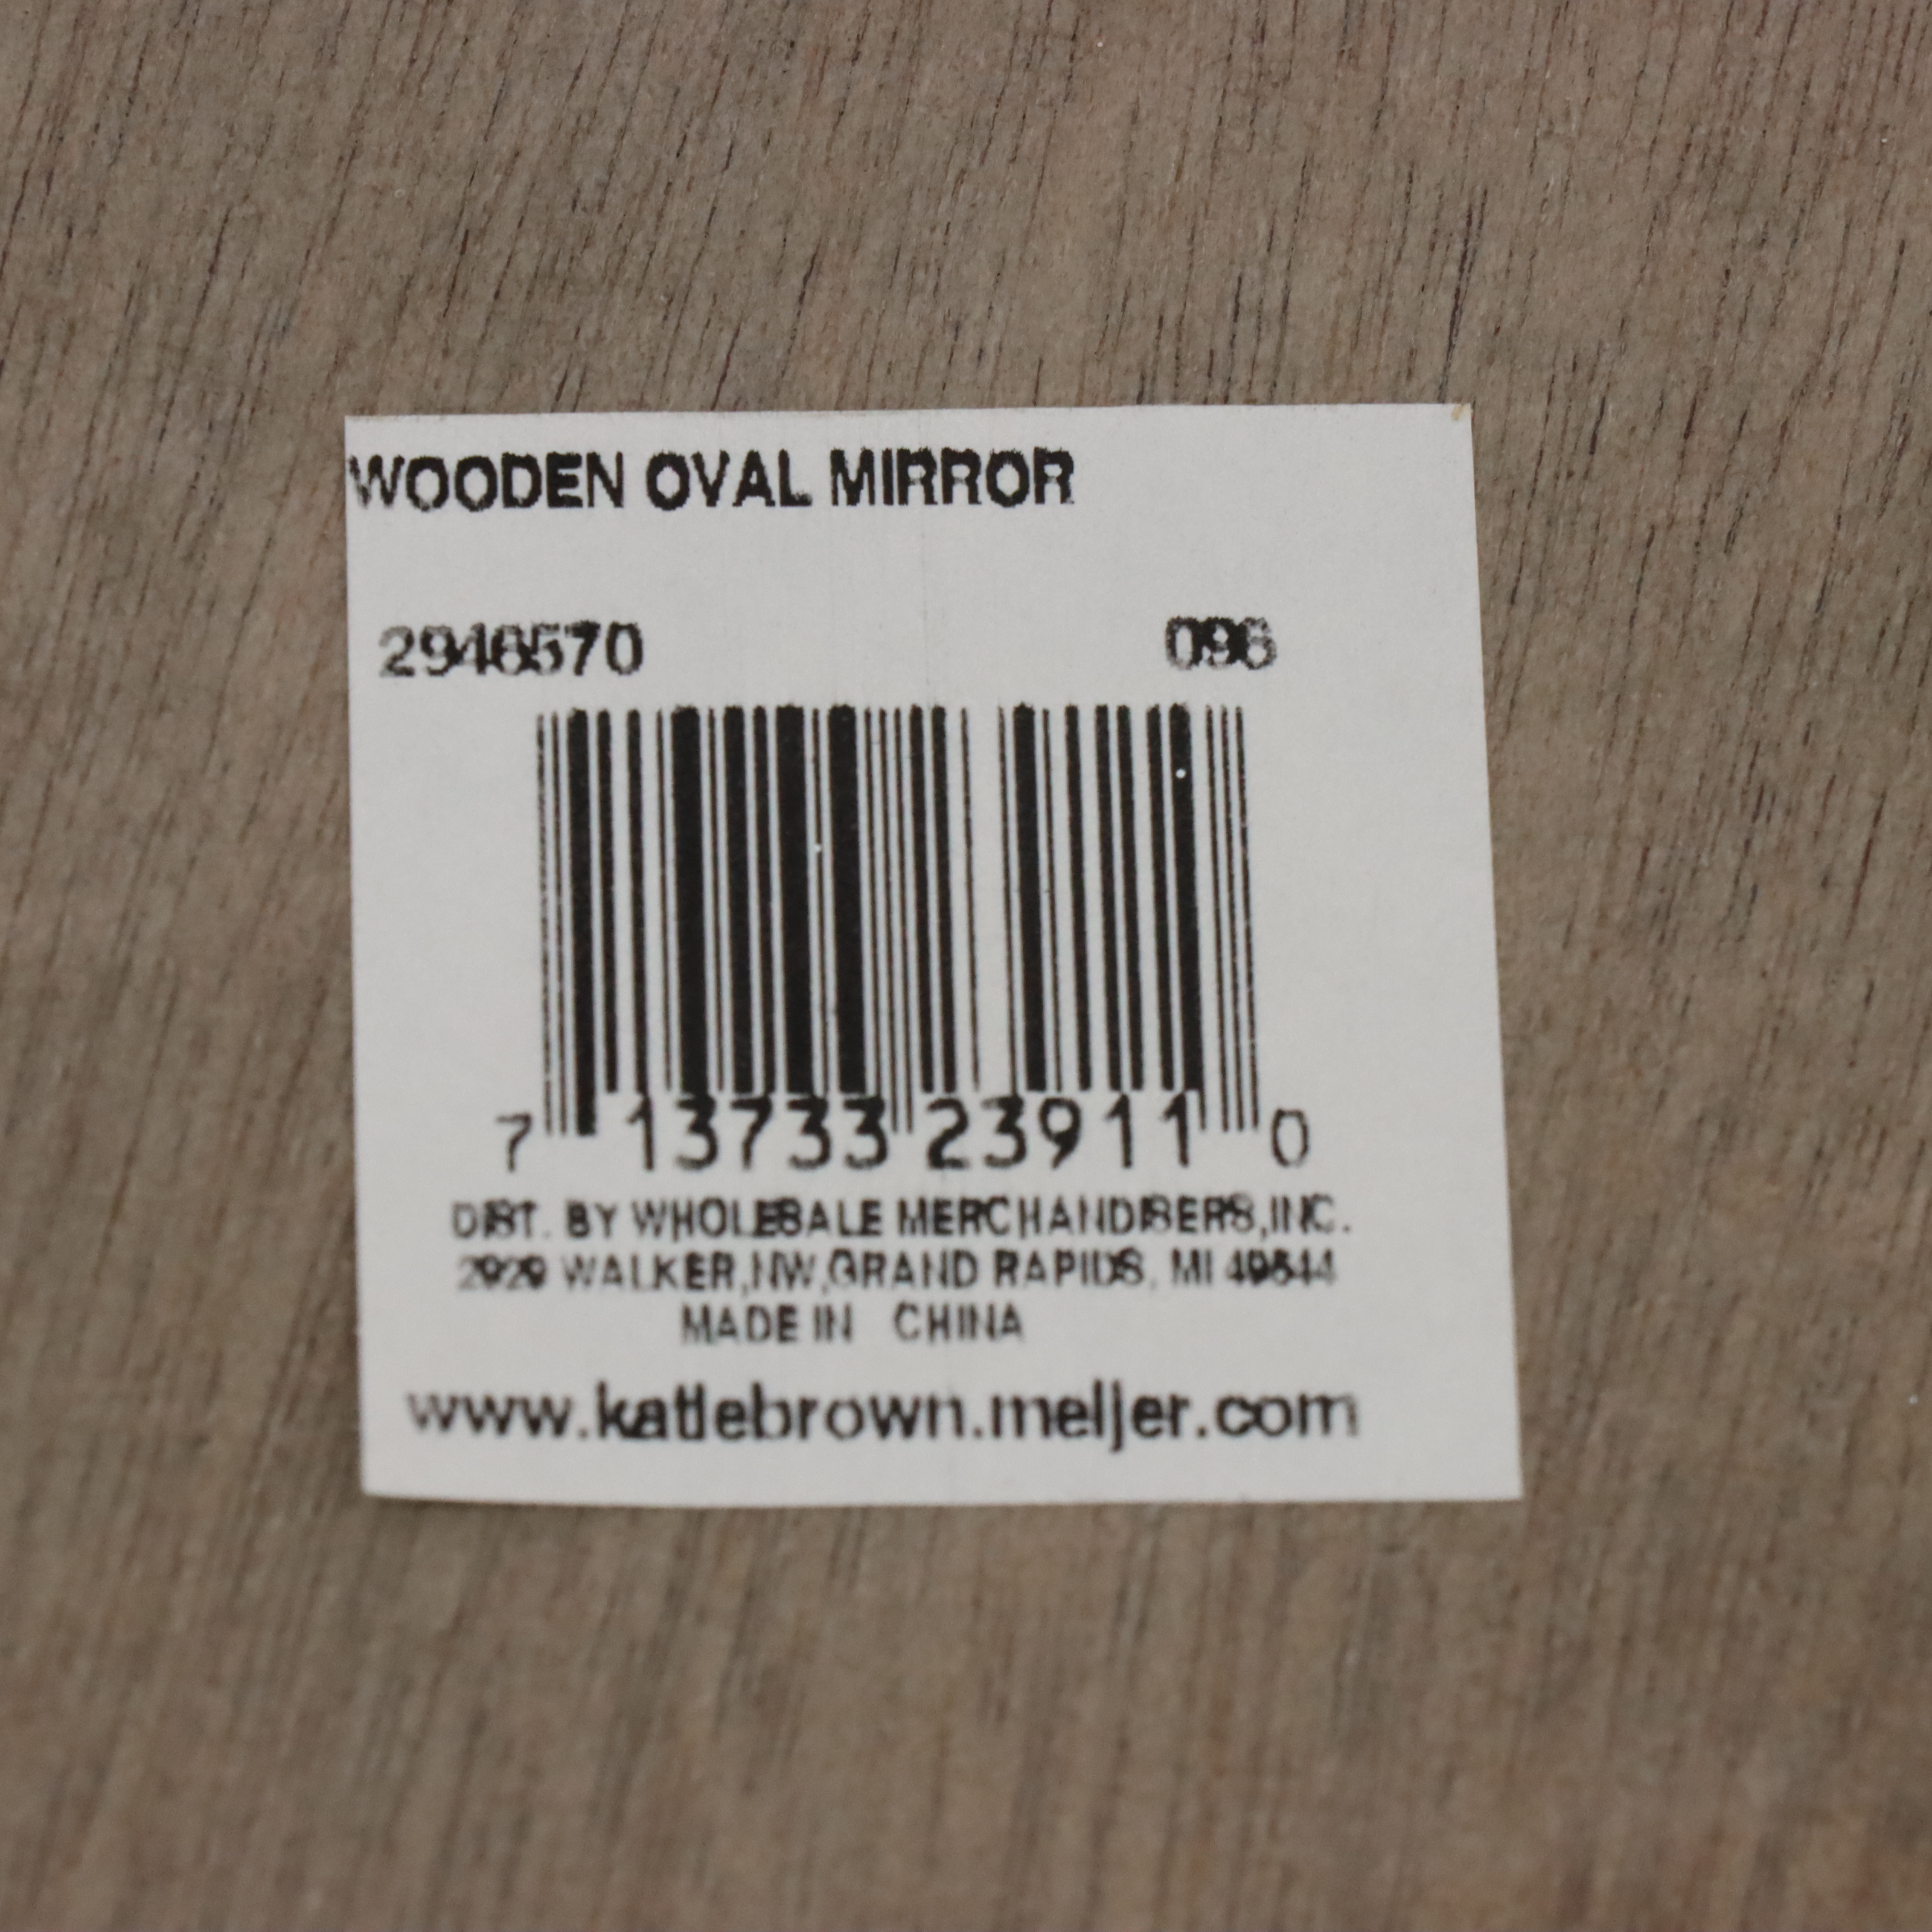 WOODEN OVAL MIRROR
2946570 096
7 13733 23911 0
DIST. BY WHOLESALE MERCHANDISERS,INC.
2929 WALKER,NW,GRAND RAPIDS, MI 49544
MADE IN CHINA
www.katiebrown.meijer.com